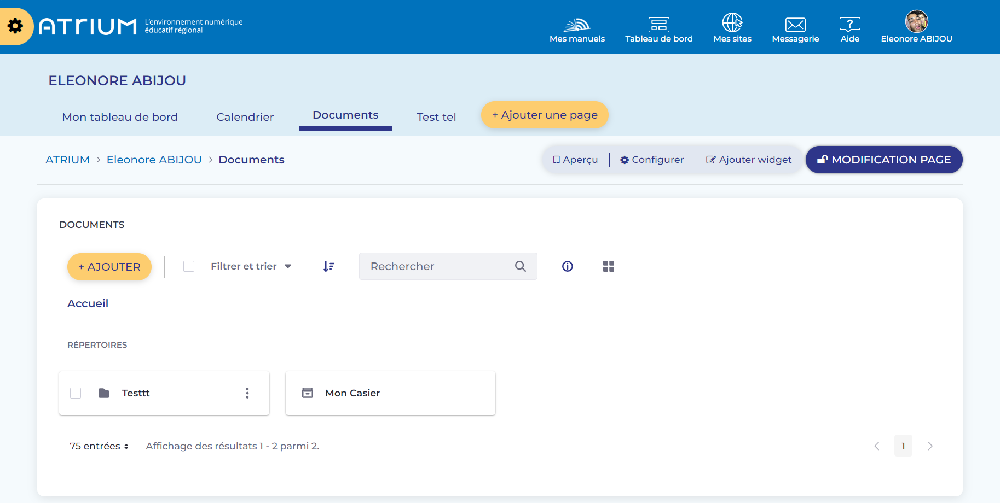 ATRIUM
L'environnement numérique
éducatif régional
Mes manuels
Tableau de bord
Mes sites
Messagerie
?
Aide
Eleonore ABIJOU
ELEONORE ABIJOU
Mon tableau de bord
Calendrier
Documents
Test tel
+ Ajouter une page
ATRIUM > Eleonore ABIJOU > Documents
Aperçu
Configurer
Ajouter widget
MODIFICATION PAGE
DOCUMENTS
+ AJOUTER
Filtrer et trier
Rechercher
Accueil
RÉPERTOIRES
Testtt
Mon Casier
75 entrées
Affichage des résultats 1 - 2 parmi 2.
1